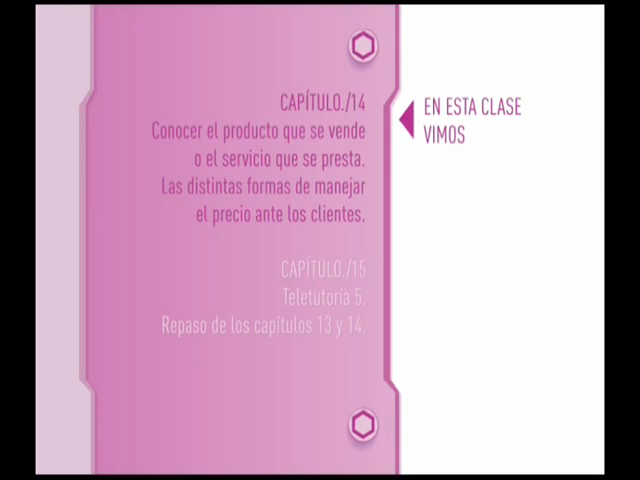 CAPÍTULO./14
Conocer el producto que se vende
o el servicio que se presta.
Las distintas formas de manejar
el precio ante los clientes.
CAPÍTULO./15
Teletutoría 5.
Repaso de los capítulos 13 y 14.
EN ESTA CLASE
VIMOS